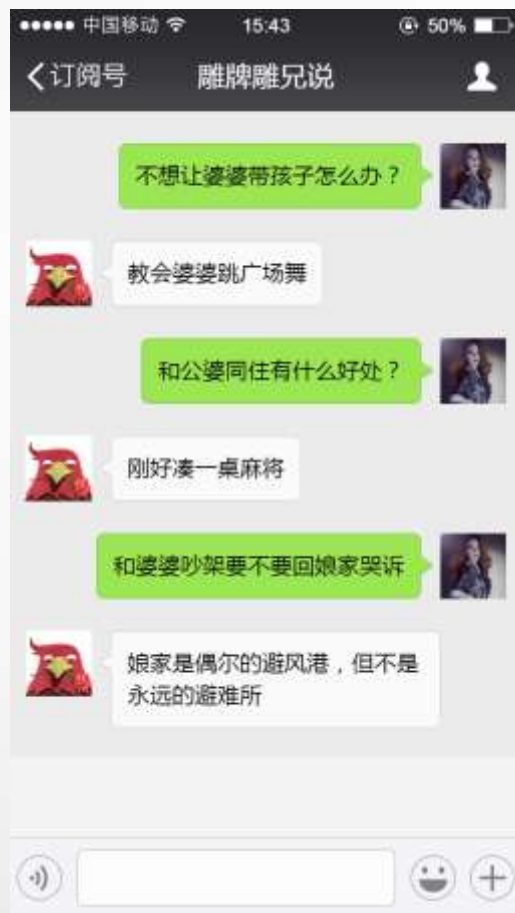 中国移动 15:43 50%
订阅号 雕牌雕兄说
不想让婆婆带孩子怎么办？
教会婆婆跳广场舞
和公婆同住有什么好处？
刚好凑一桌麻将
和婆婆吵架要不要回娘家哭诉
娘家是偶尔的避风港，但不是
永远的避难所